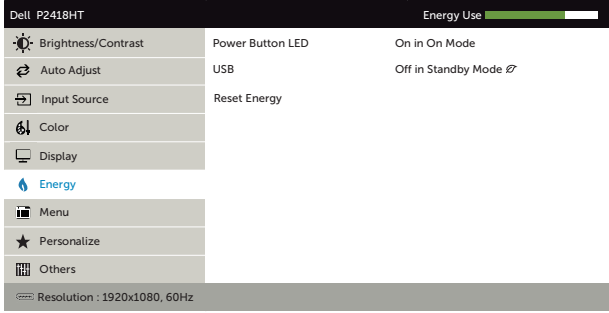 Dell P2418HT Energy Use
Brightness/Contrast Power Button LED On in On Mode
Auto Adjust USB Off in Standby Mode
Input Source Reset Energy
Color
Display
Energy
Menu
Personalize
Others
Resolution : 1920x1080, 60Hz